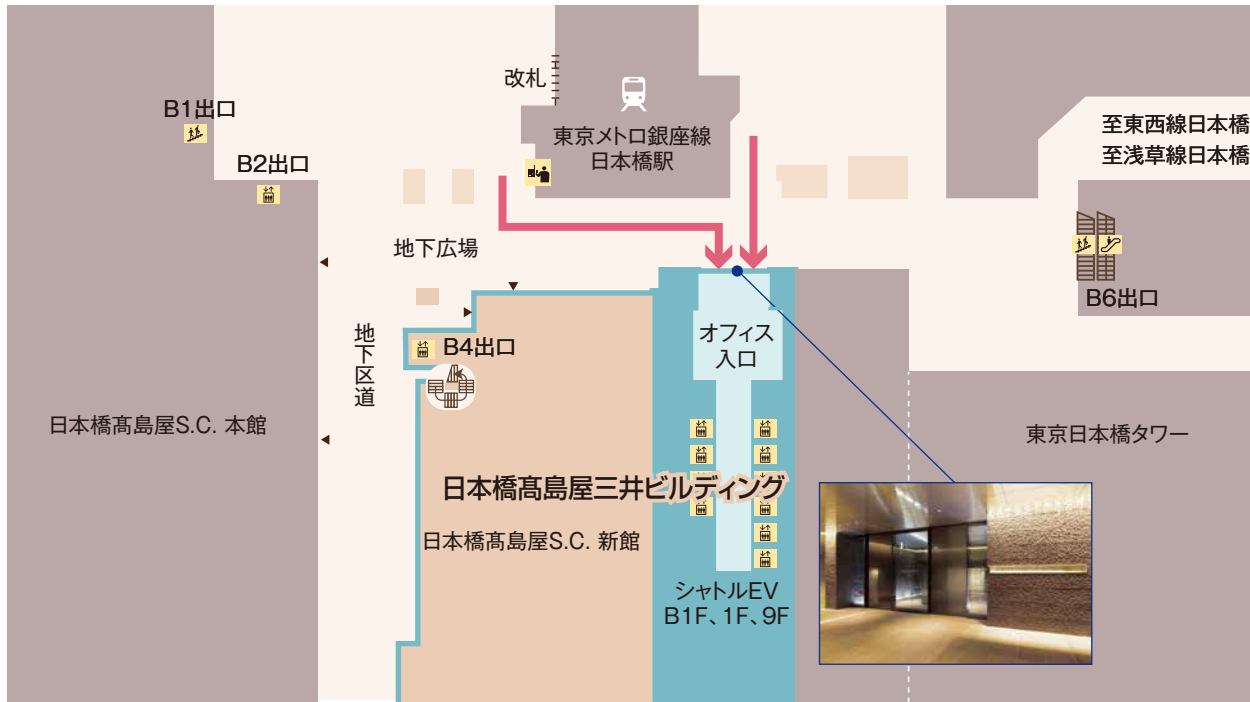 改札
東京メトロ銀座線
日本橋駅
B1出口
B2出口
至東西線日本橋
至浅草線日本橋
地下広場
B6出口
地下区道
B4出口
オフィス
入口
日本橋髙島屋S.C. 本館
東京日本橋タワー
日本橋髙島屋三井ビルディング
日本橋髙島屋S.C. 新館
シャトルEV
B1F、1F、9F